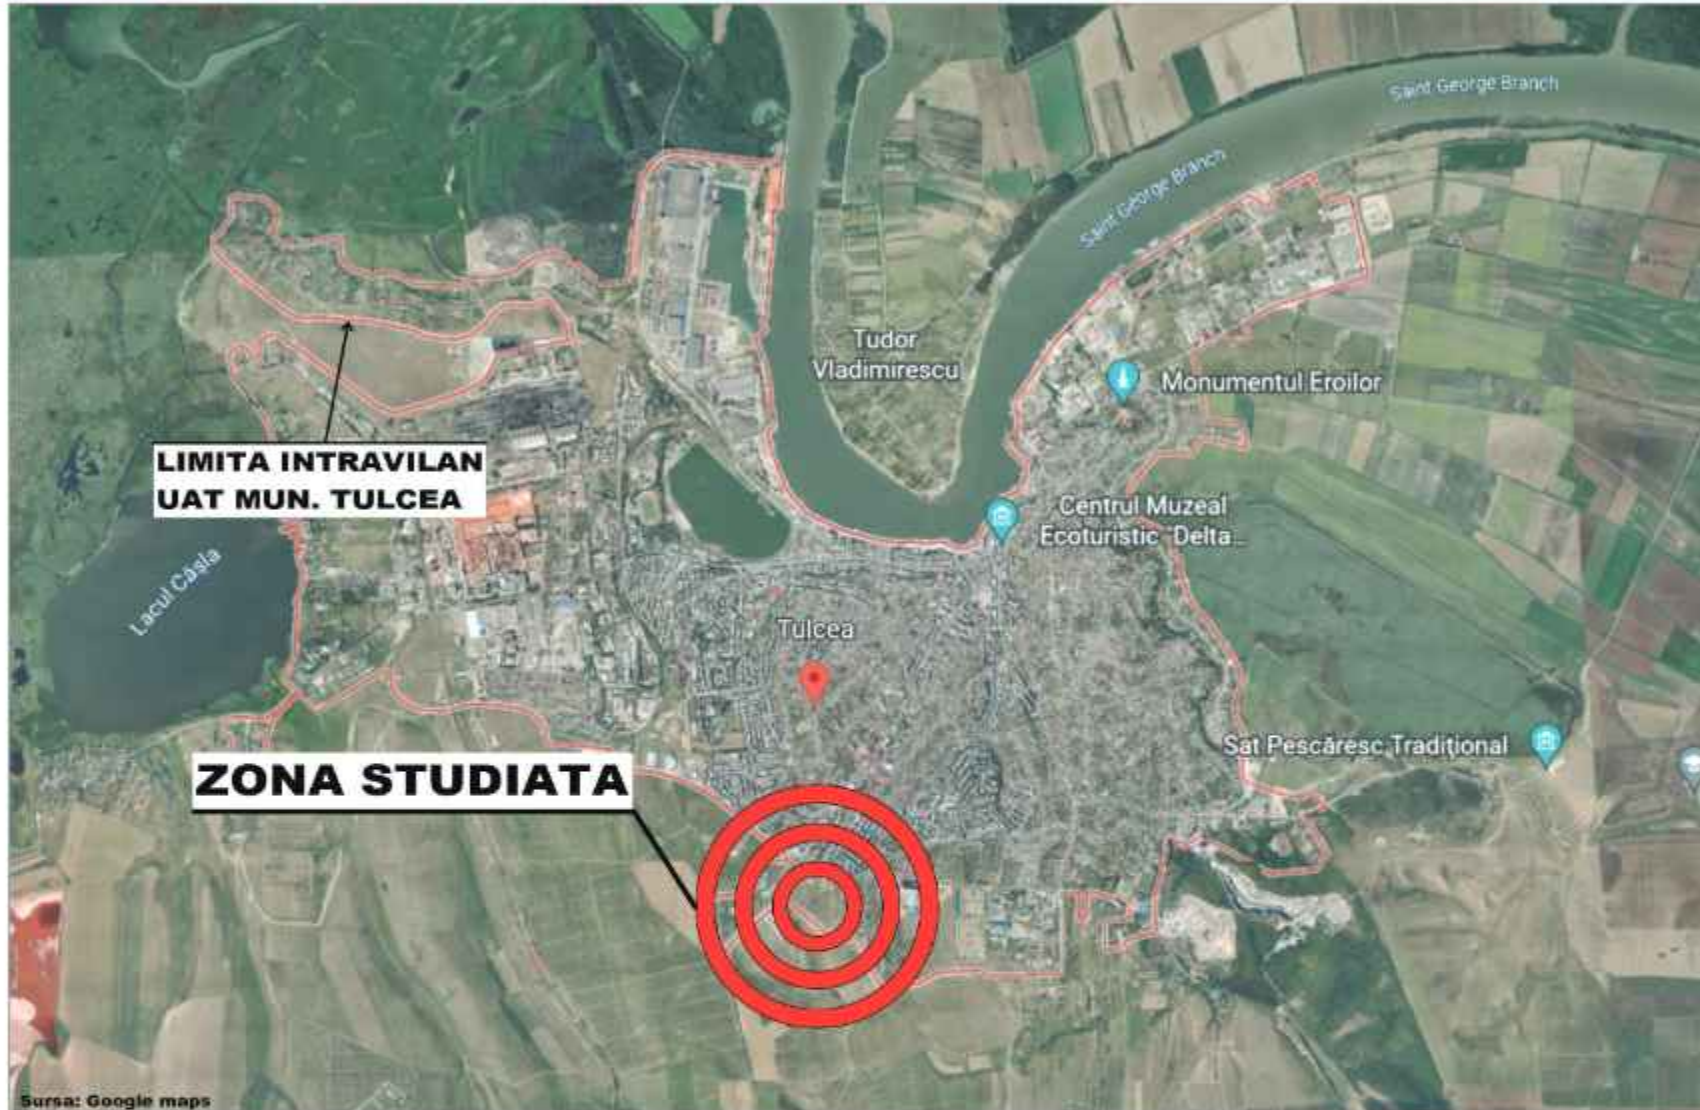 Saint George Branch
Saint George Branch
Tudor
Vladimirescu
Monumentul Eroilor
LIMITA INTRAVILAN
UAT MUN. TULCEA
Centrul Muzeal
Ecoturistic "Delta...
Lacul Câșla
Tulcea
Sat Pescăresc Tradițional
ZONA STUDIATA
Sursa: Google maps